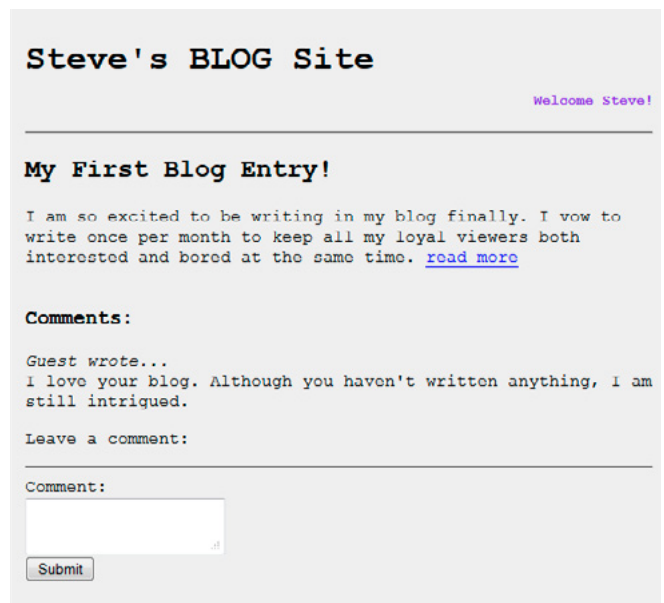 Steve's BLOG Site
Welcome Steve!
My First Blog Entry!
I am so excited to be writing in my blog finally. I vow to
write once per month to keep all my loyal viewers both
interested and bored at the same time. read more
Comments:
Guest wrote...
I love your blog. Although you haven't written anything, I am
still intrigued.
Leave a comment:
Comment:
Submit